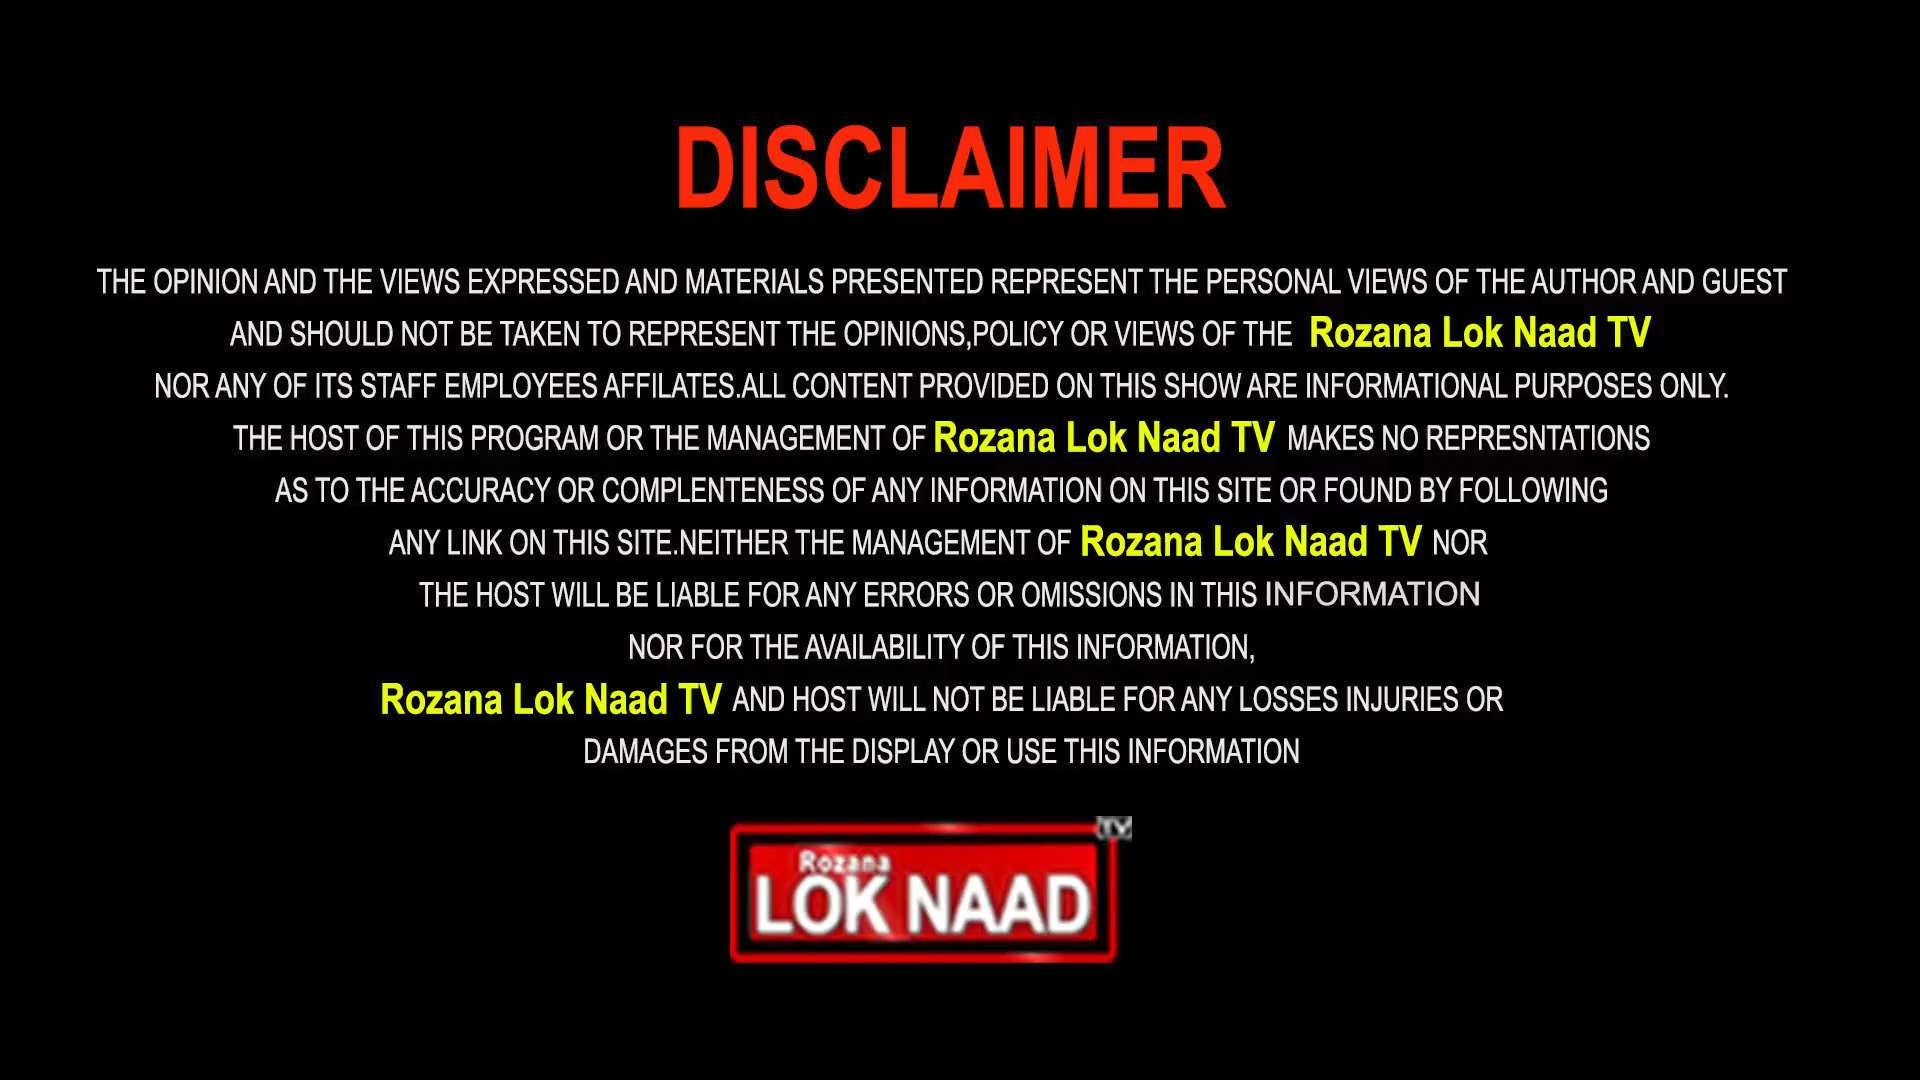 DISCLAIMER
THE OPINION AND THE VIEWS EXPRESSED AND MATERIALS PRESENTED REPRESENT THE PERSONAL VIEWS OF THE AUTHOR AND GUEST
AND SHOULD NOT BE TAKEN TO REPRESENT THE OPINIONS,POLICY OR VIEWS OF THE Rozana Lok Naad TV
NOR ANY OF ITS STAFF EMPLOYEES AFFILATES.ALL CONTENT PROVIDED ON THIS SHOW ARE INFORMATIONAL PURPOSES ONLY.
THE HOST OF THIS PROGRAM OR THE MANAGEMENT OF Rozana Lok Naad TV MAKES NO REPRESNTATIONS
AS TO THE ACCURACY OR COMPLENTENESS OF ANY INFORMATION ON THIS SITE OR FOUND BY FOLLOWING
ANY LINK ON THIS SITE.NEITHER THE MANAGEMENT OF Rozana Lok Naad TV NOR
THE HOST WILL BE LIABLE FOR ANY ERRORS OR OMISSIONS IN THIS INFORMATION
NOR FOR THE AVAILABILITY OF THIS INFORMATION,
Rozana Lok Naad TV AND HOST WILL NOT BE LIABLE FOR ANY LOSSES INJURIES OR
DAMAGES FROM THE DISPLAY OR USE THIS INFORMATION
TV
Rozana
LOK NAAD